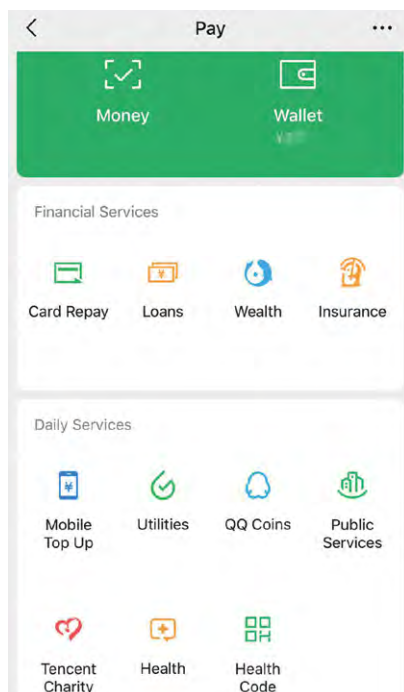 Pay
Money Wallet
Financial Services
Card Repay Loans Wealth Insurance
Daily Services
Mobile Utilities QQ Coins Public
Top Up Services
Tencent Health Health
Charity Code